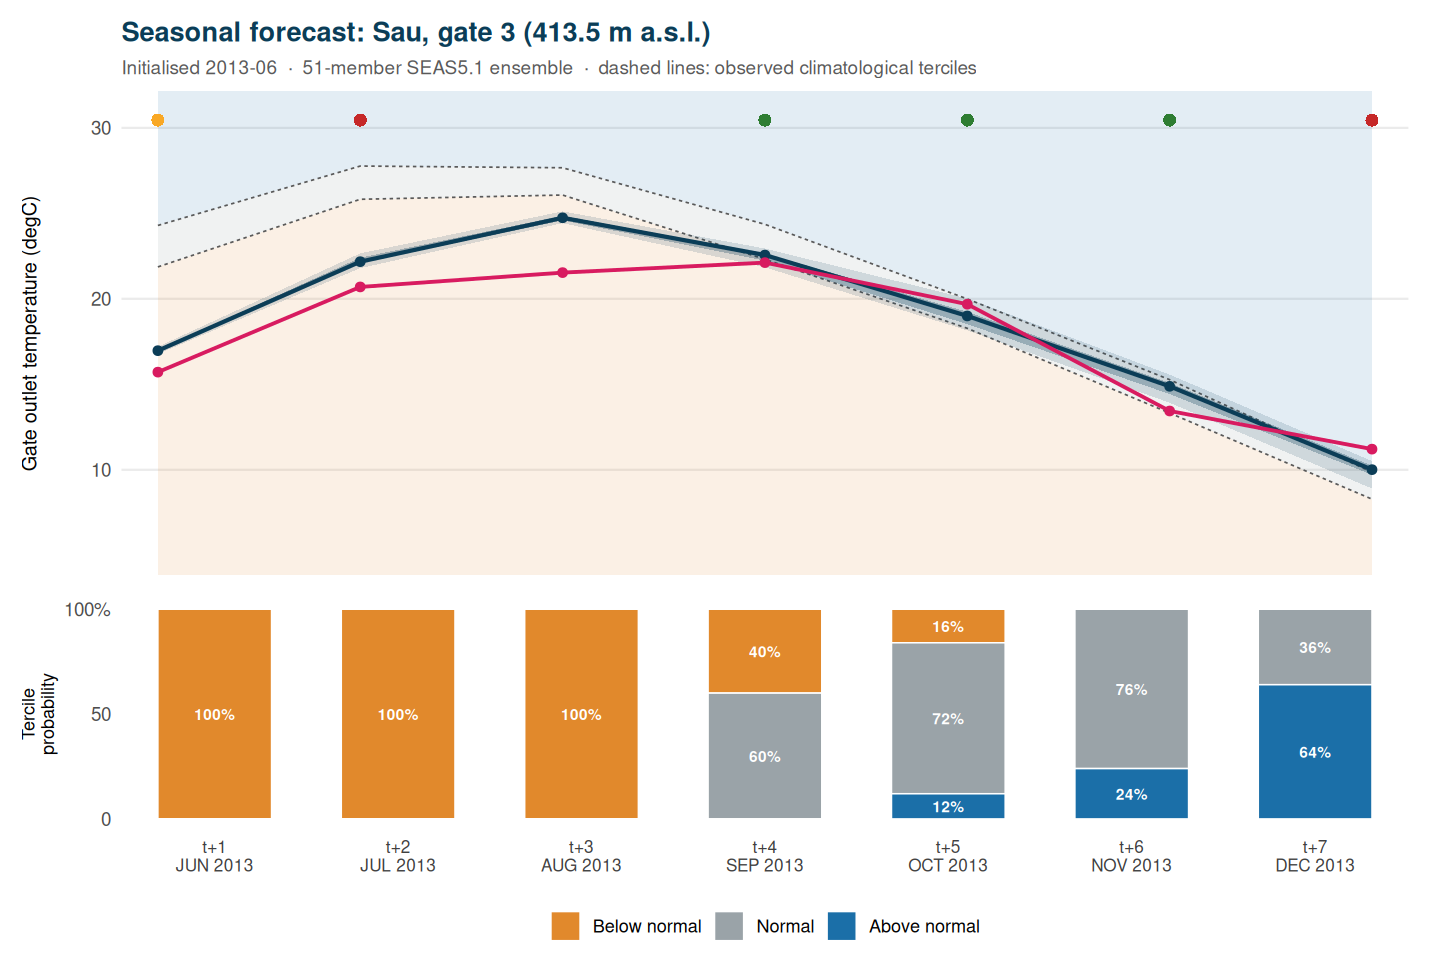 Seasonal forecast: Sau, gate 3 (413.5 m a.s.l.)
Initialised 2013-06 · 51-member SEAS5.1 ensemble · dashed lines: observed climatological terciles
Gate outlet temperature (degC)
30
20
10
Tercile
probability
100%
50
0
100%
100%
100%
40%
60%
16%
72%
12%
76%
24%
36%
64%
t+1
JUN 2013
t+2
JUL 2013
t+3
AUG 2013
t+4
SEP 2013
t+5
OCT 2013
t+6
NOV 2013
t+7
DEC 2013
Below normal
Normal
Above normal